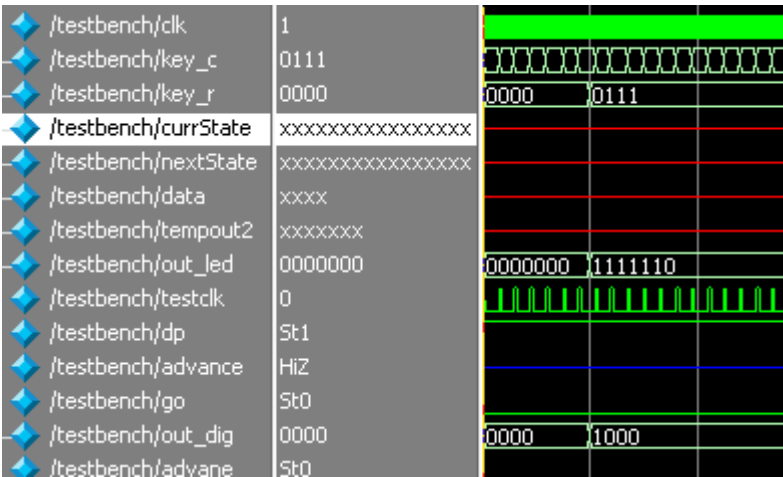 /testbench/clk 1
/testbench/key_c 0111
/testbench/key_r 0000 0000 0111
/testbench/currState xxxxxxxxxxxxxxxx
/testbench/nextState xxxxxxxxxxxxxxxx
/testbench/data xxxx
/testbench/tempout2 xxxxxxx
/testbench/out_led 0000000 0000000 1111110
/testbench/testclk 0
/testbench/dp St1
/testbench/advance HiZ
/testbench/go St0
/testbench/out_dig 0000 0000 1000
/testbench/advane St0